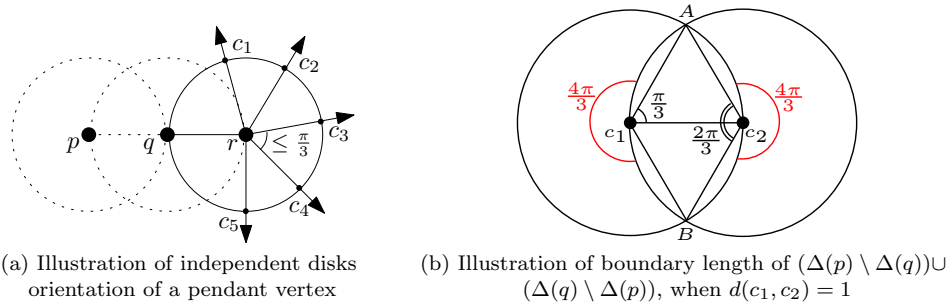 p
q
r
c₁
c₂
c₃
≤ π/3
c₄
c₅
(a) Illustration of independent disks
orientation of a pendant vertex
A
4π/3
4π/3
π/3
c₁
c₂
2π/3
B
(b) Illustration of boundary length of (Δ(p) \ Δ(q))∪
(Δ(q) \ Δ(p)), when d(c₁, c₂) = 1